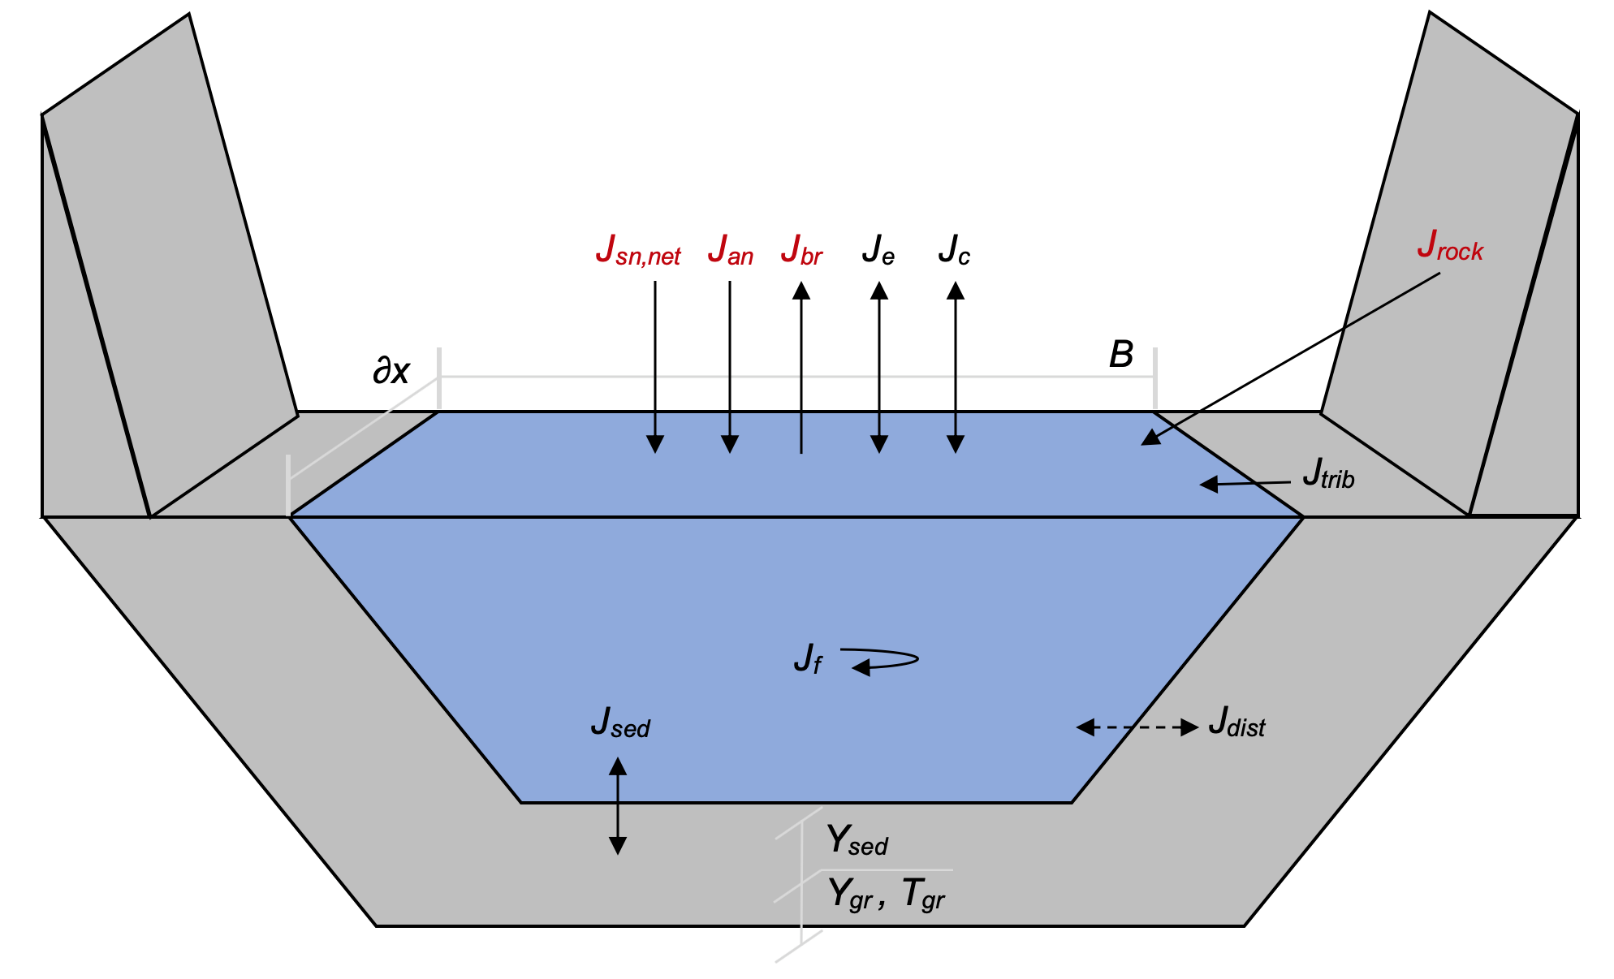 J_sn,net J_an J_br J_e J_c J_rock
B
∂x
J_trib
J_f
J_sed J_dist
Y_sed
Y_gr , T_gr